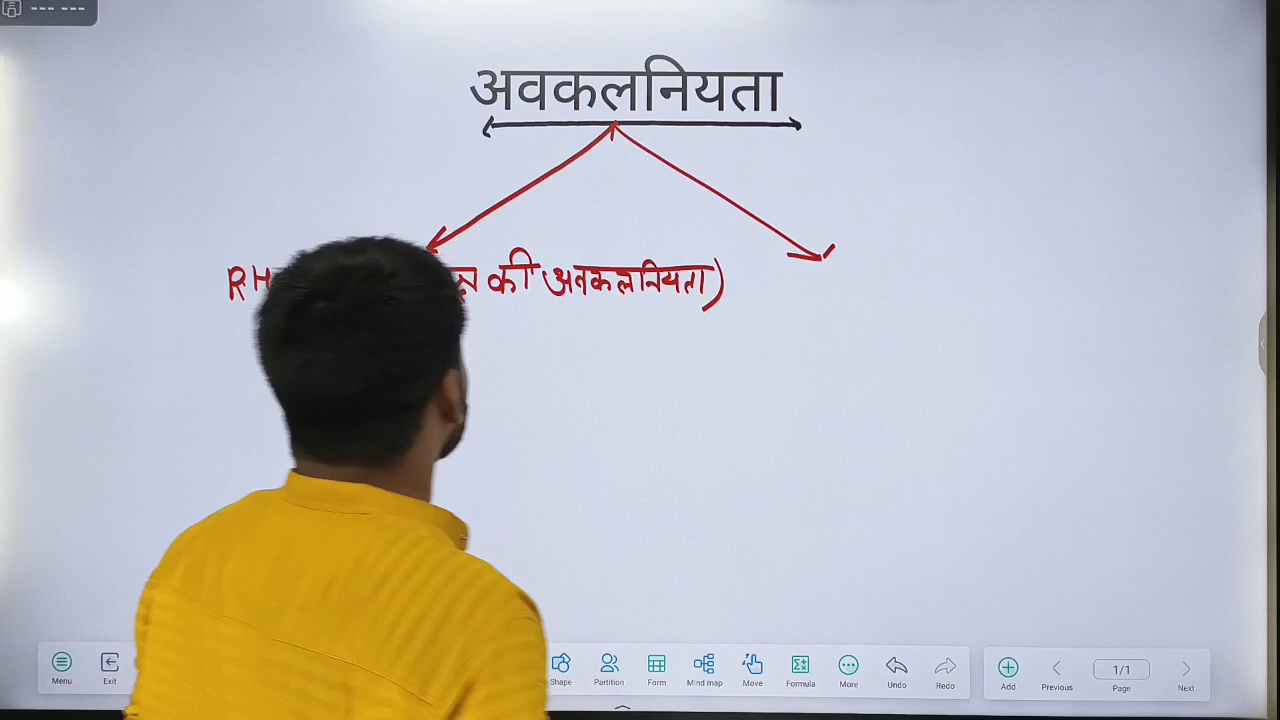 अवकलनियता
RH की अवकलनियता)
Menu Exit Shape Partition Form Mind map Move Formula More Undo Redo Add Previous 1/1 Page Next